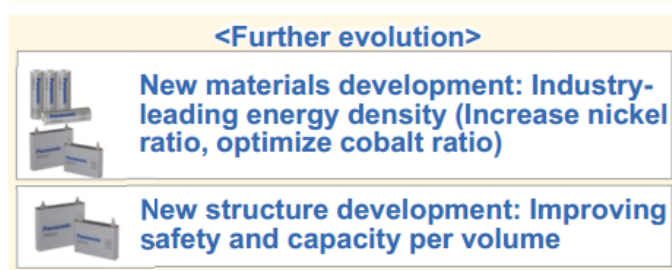 <Further evolution>
New materials development: Industry-
leading energy density (Increase nickel
ratio, optimize cobalt ratio)
New structure development: Improving
safety and capacity per volume